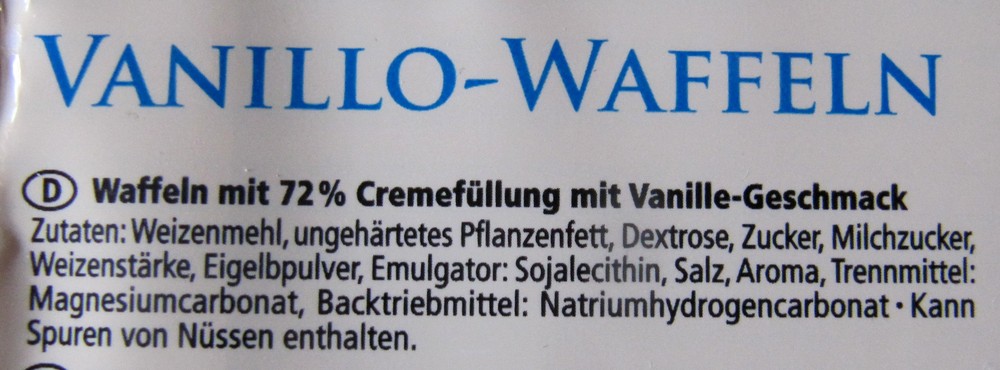 VANILLO-WAFFELN
D Waffeln mit 72% Cremefüllung mit Vanille-Geschmack
Zutaten: Weizenmehl, ungehärtetes Pflanzenfett, Dextrose, Zucker, Milchzucker,
Weizenstärke, Eigelbpulver, Emulgator: Sojalecithin, Salz, Aroma, Trennmittel:
Magnesiumcarbonat, Backtriebmittel: Natriumhydrogencarbonat · Kann
Spuren von Nüssen enthalten.